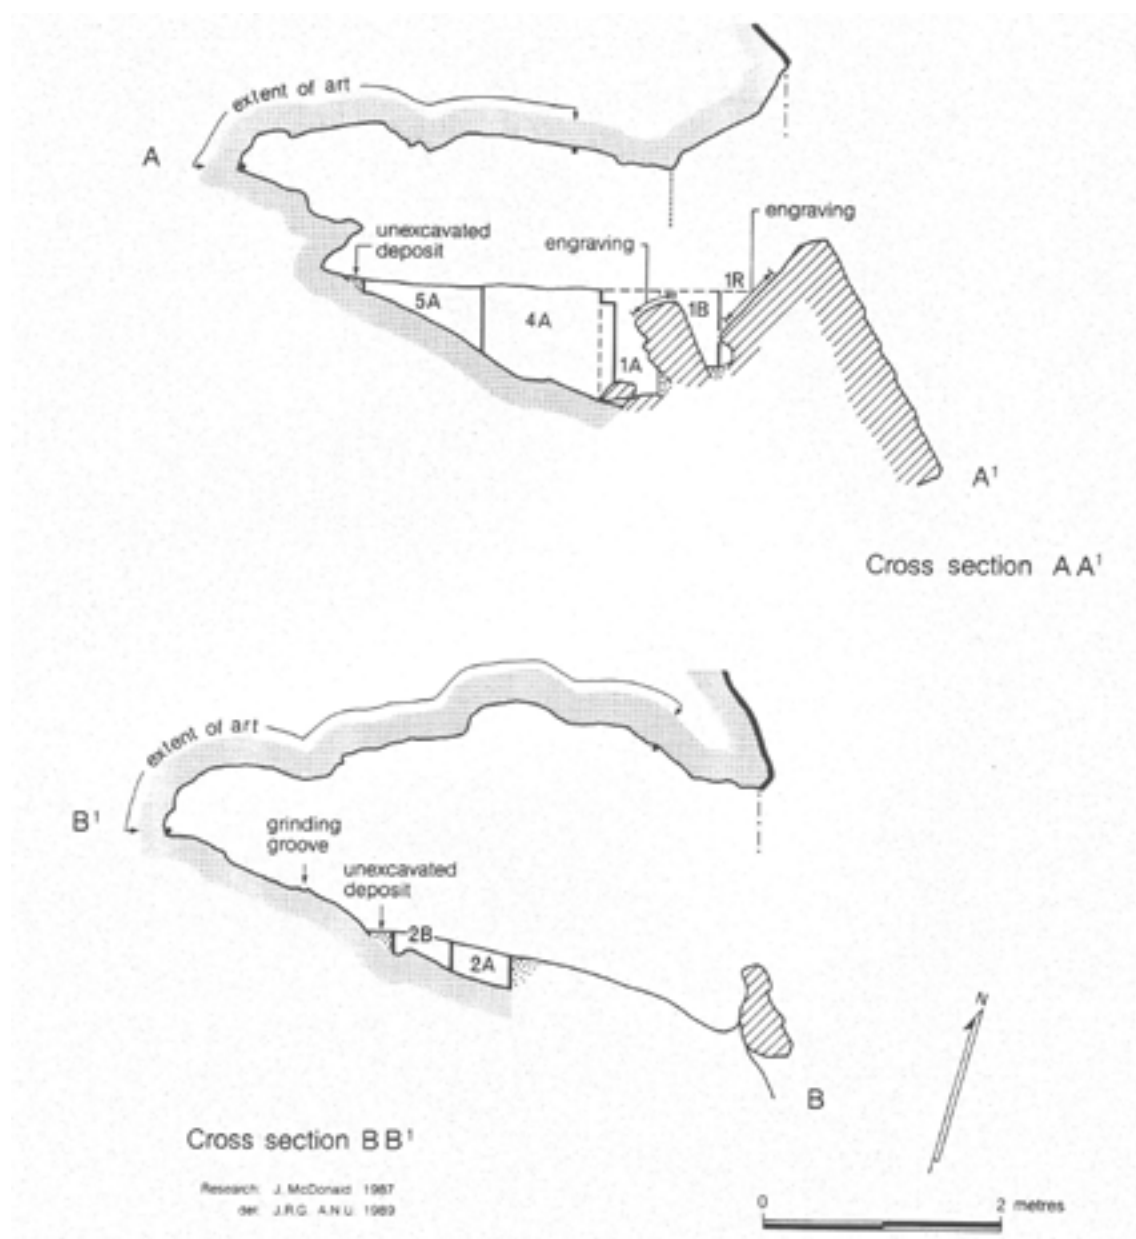 extent of art
A
engraving
unexcavated
deposit
engraving
1R
5A
4A
1B
1A
A¹
Cross section AA¹
extent of art
B¹
grinding
groove
unexcavated
deposit
2B
2A
N
B
Cross section BB¹
Research: J. McDonald 1987
del: J.R.G. A.N.U. 1989
0 2 metres